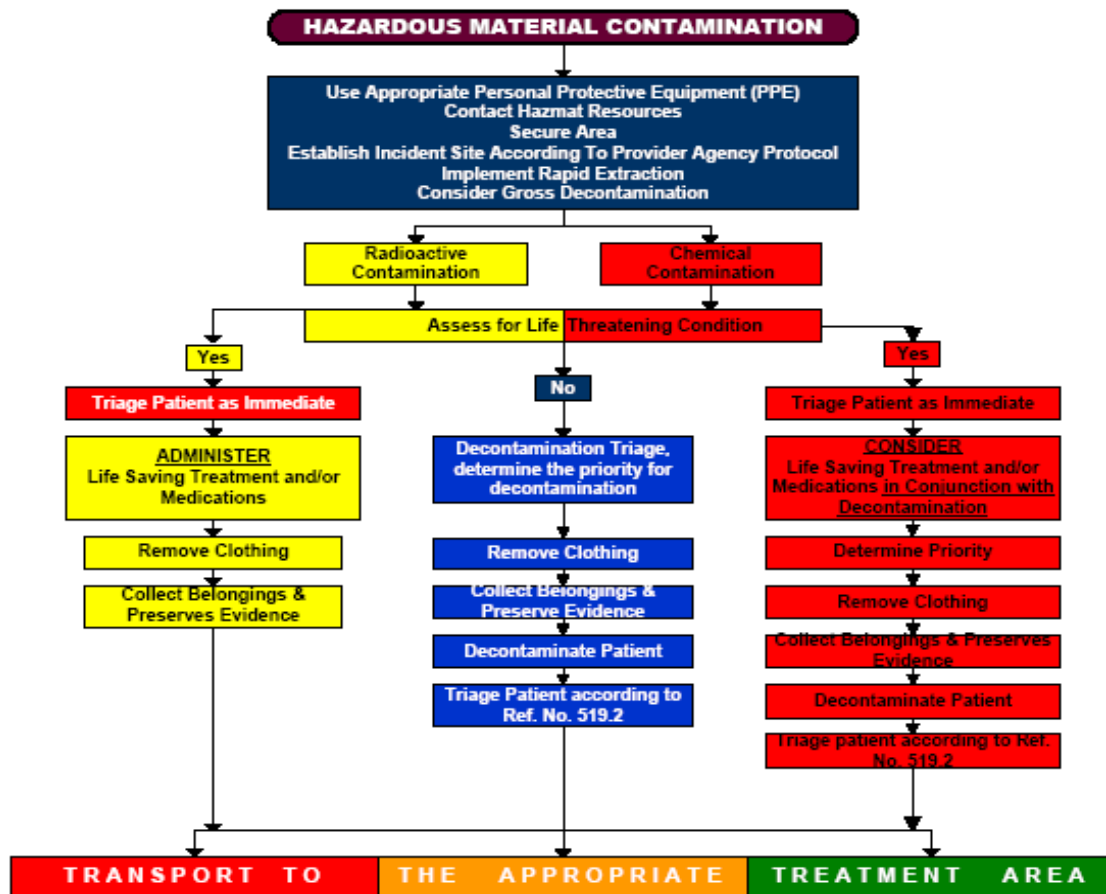 HAZARDOUS MATERIAL CONTAMINATION
Use Appropriate Personal Protective Equipment (PPE)
Contact Hazmat Resources
Secure Area
Establish Incident Site According To Provider Agency Protocol
Implement Rapid Extraction
Consider Gross Decontamination
Radioactive
Contamination
Chemical
Contamination
Assess for Life Threatening Condition
Yes
No
Yes
Triage Patient as Immediate
ADMINISTER
Life Saving Treatment and/or
Medications
Remove Clothing
Collect Belongings &
Preserves Evidence
Decontamination Triage,
determine the priority for
decontamination
Remove Clothing
Collect Belongings &
Preserve Evidence
Decontaminate Patient
Triage Patient according to
Ref. No. 519.2
Triage Patient as Immediate
CONSIDER
Life Saving Treatment and/or
Medications in Conjunction with
Decontamination
Determine Priority
Remove Clothing
Collect Belongings & Preserves
Evidence
Decontaminate Patient
Triage patient according to Ref.
No. 519.2
TRANSPORT TO THE APPROPRIATE TREATMENT AREA